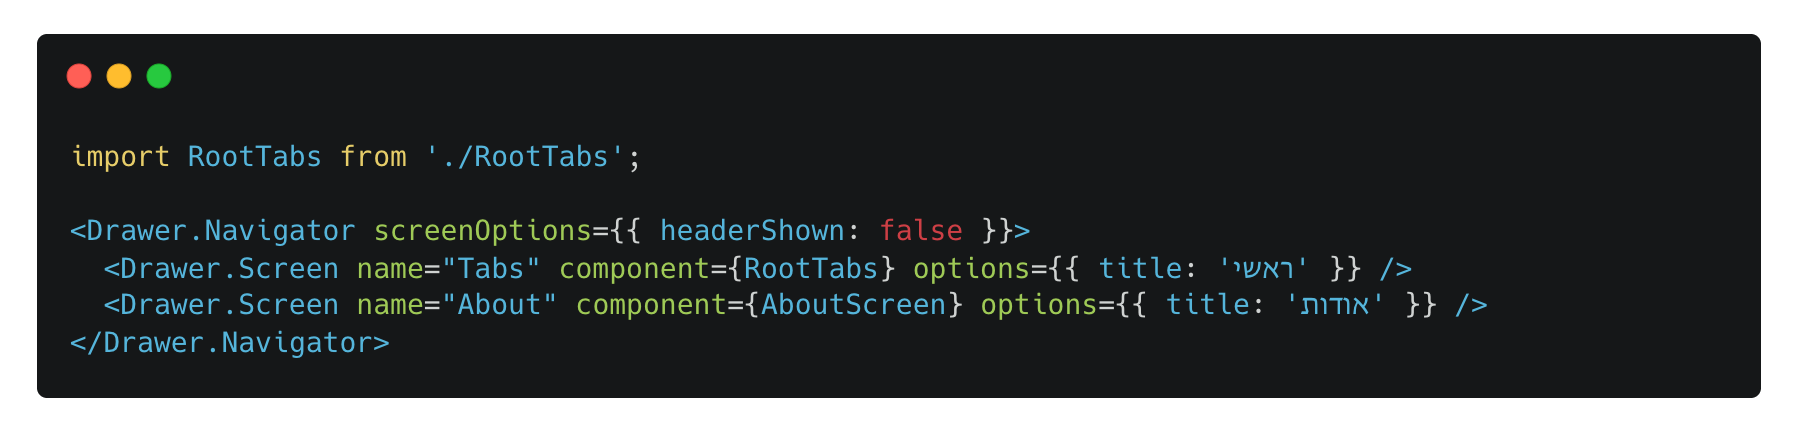 import RootTabs from './RootTabs';
<Drawer.Navigator screenOptions={{ headerShown: false }}>
<Drawer.Screen name="Tabs" component={RootTabs} options={{ title: 'ראשי' }} />
<Drawer.Screen name="About" component={AboutScreen} options={{ title: 'אודות' }} />
</Drawer.Navigator>